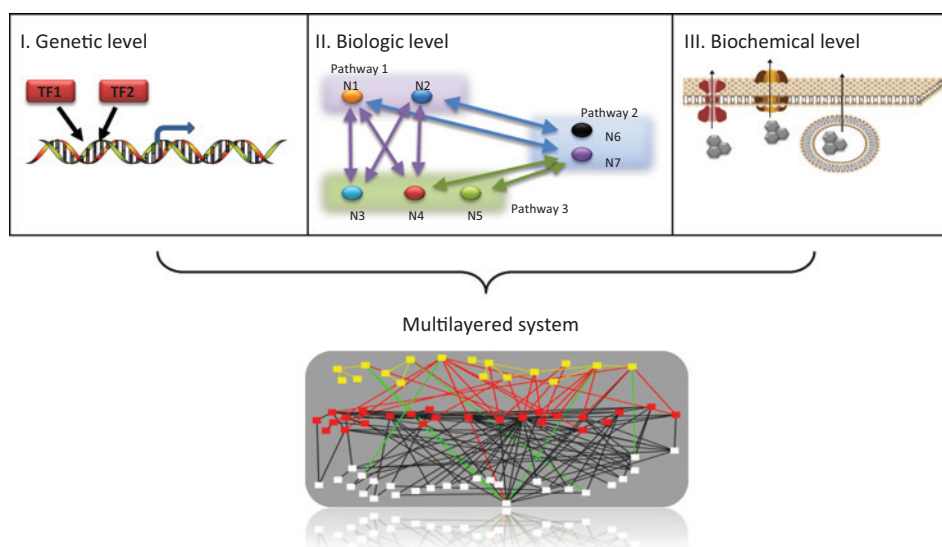 I. Genetic level
TF1
TF2
II. Biologic level
Pathway 1
N1
N2
Pathway 2
N6
N7
N3
N4
N5
Pathway 3
III. Biochemical level
Multilayered system